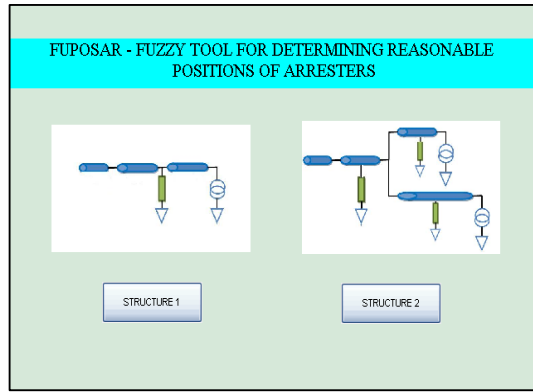 FUPOSAR - FUZZY TOOL FOR DETERMINING REASONABLE
POSITIONS OF ARRESTERS
STRUCTURE 1
STRUCTURE 2